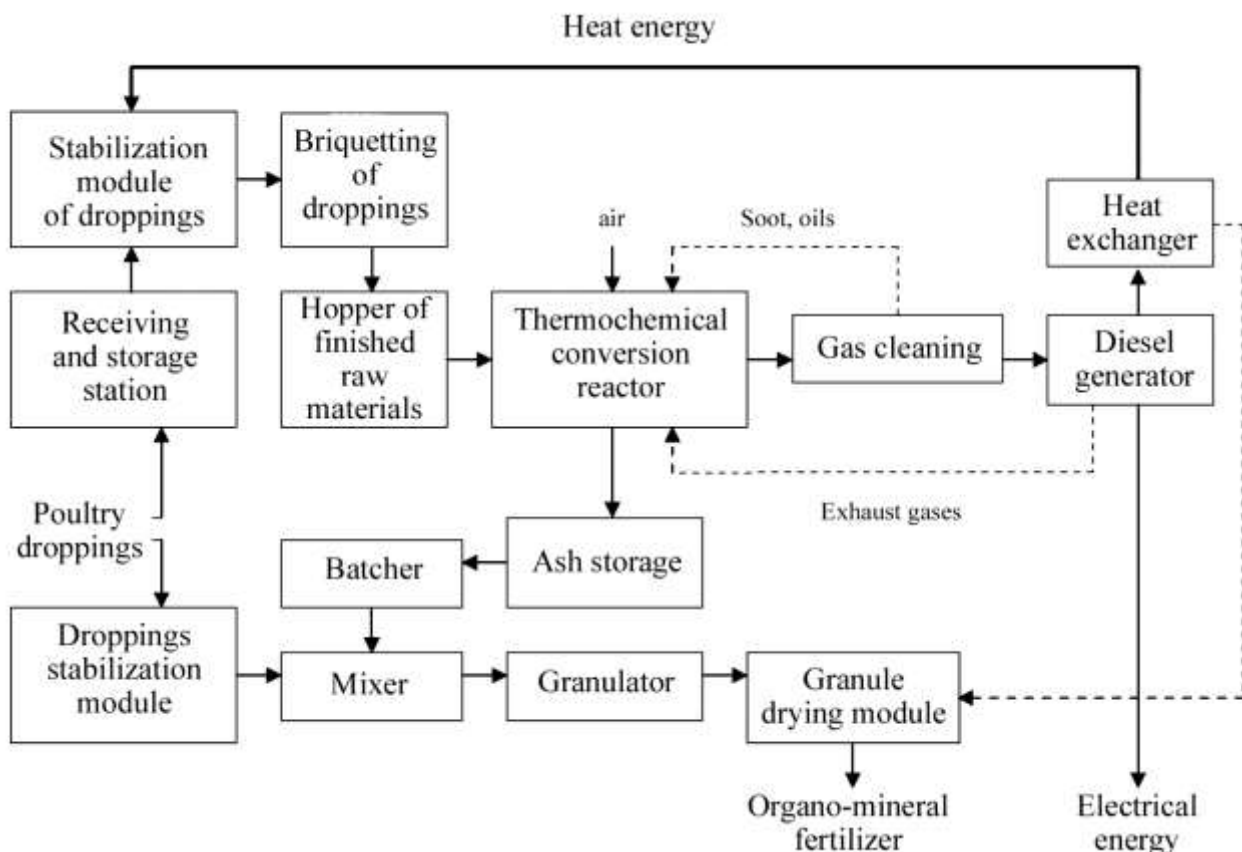 Heat energy
Stabilization
module
of droppings
Briquetting
of
droppings
air
Soot, oils
Heat
exchanger
Receiving
and storage
station
Hopper of
finished
raw
materials
Thermochemical
conversion
reactor
Gas cleaning
Diesel
generator
Poultry
droppings
Exhaust gases
Batcher
Ash storage
Droppings
stabilization
module
Mixer
Granulator
Granule
drying module
Organo-mineral
fertilizer
Electrical
energy